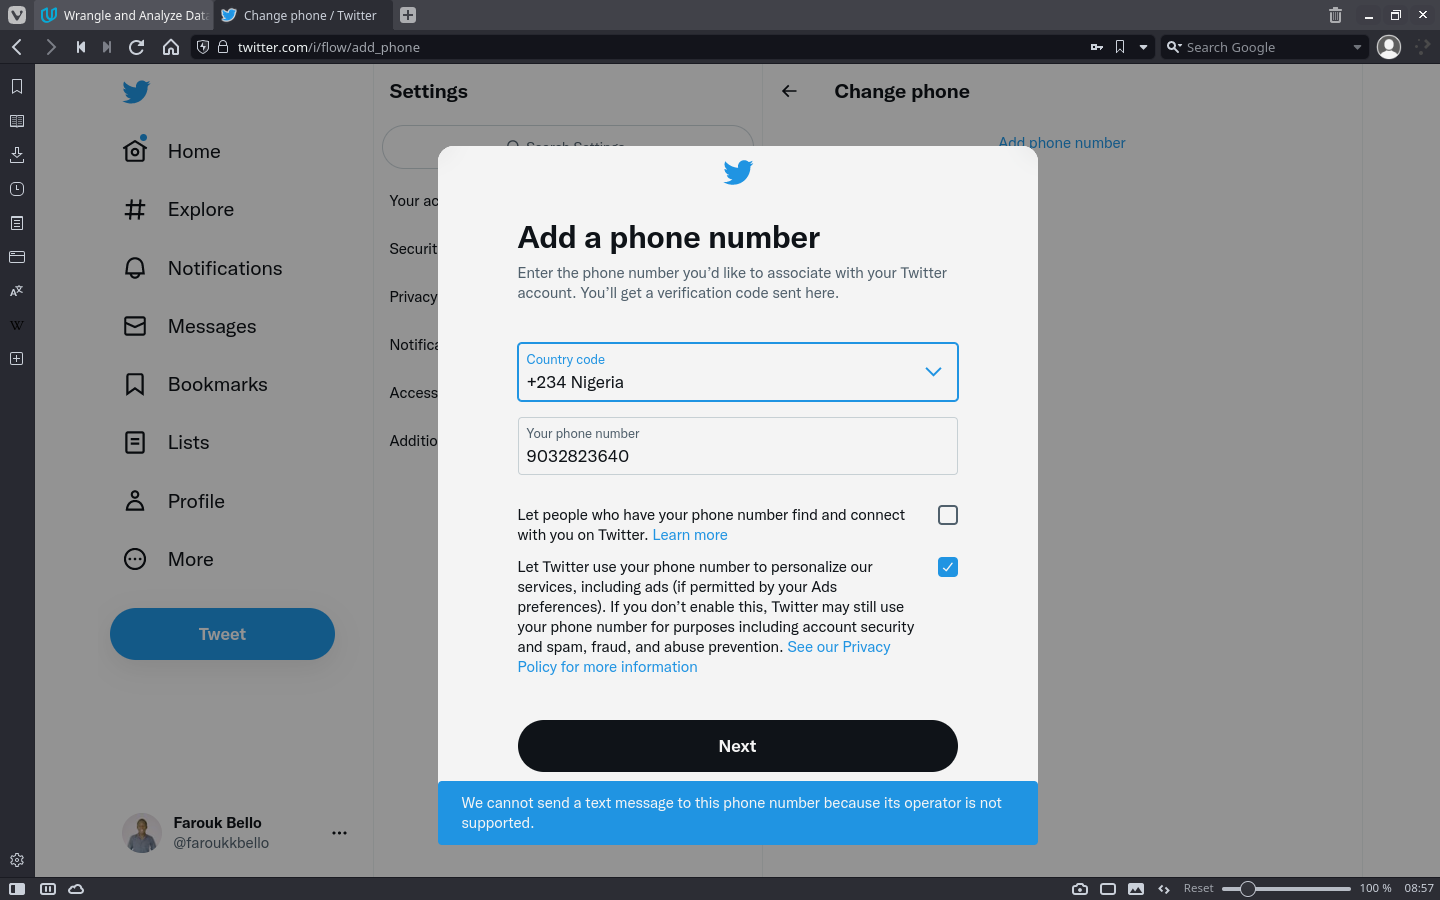 Wrangle and Analyze Dat
Change phone / Twitter
twitter.com/i/flow/add_phone
Search Google
Settings
Change phone
Search Settings
Add phone number
Home
Explore
Notifications
Messages
Bookmarks
Lists
Profile
More
Tweet
Your ac
Securit
Privacy
Notifica
Access
Additio
Add a phone number
Enter the phone number you’d like to associate with your Twitter
account. You’ll get a verification code sent here.
Country code
+234 Nigeria
Your phone number
9032823640
Let people who have your phone number find and connect
with you on Twitter. Learn more
Let Twitter use your phone number to personalize our
services, including ads (if permitted by your Ads
preferences). If you don’t enable this, Twitter may still use
your phone number for purposes including account security
and spam, fraud, and abuse prevention. See our Privacy
Policy for more information
Next
We cannot send a text message to this phone number because its operator is not
supported.
Farouk Bello
@faroukkbello
Reset
100 %
08:57